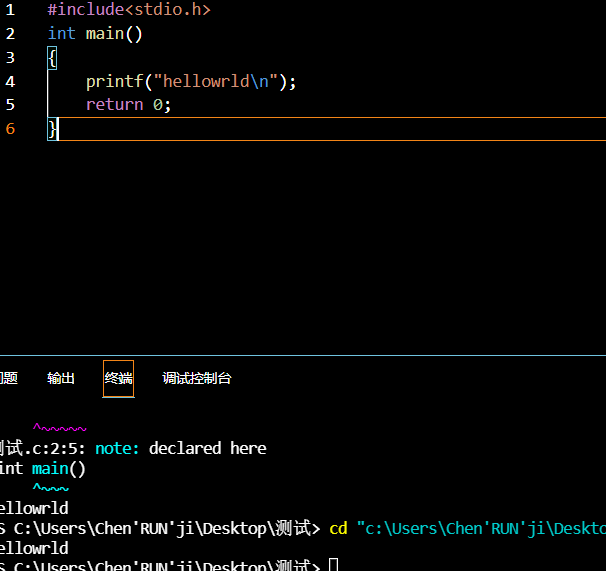 1 #include<stdio.h>
2 int main()
3 {
4 printf("hellowrld\n");
5 return 0;
6 }
问题 输出 终端 调试控制台
^~~~~~
测试.c:2:5: note: declared here
int main()
^~~~
ellowrld
S C:\Users\Chen'RUN'ji\Desktop\测试> cd "c:\Users\Chen'RUN'ji\Deskto
ellowrld
S C:\Users\Chen'RUN'ji\Desktop\测试>